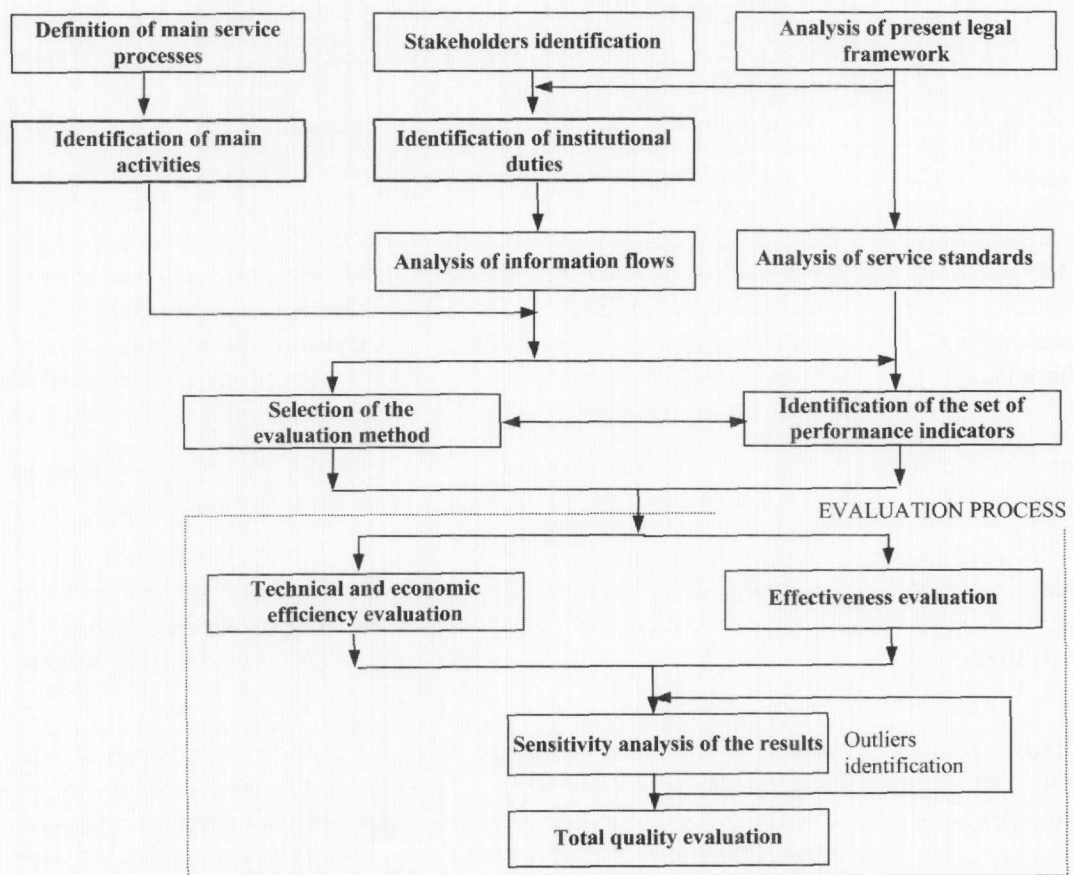 Definition of main service
processes
Stakeholders identification
Analysis of present legal
framework
Identification of main
activities
Identification of institutional
duties
Analysis of information flows
Analysis of service standards
Selection of the
evaluation method
Identification of the set of
performance indicators
EVALUATION PROCESS
Technical and economic
efficiency evaluation
Effectiveness evaluation
Sensitivity analysis of the results
Outliers
identification
Total quality evaluation